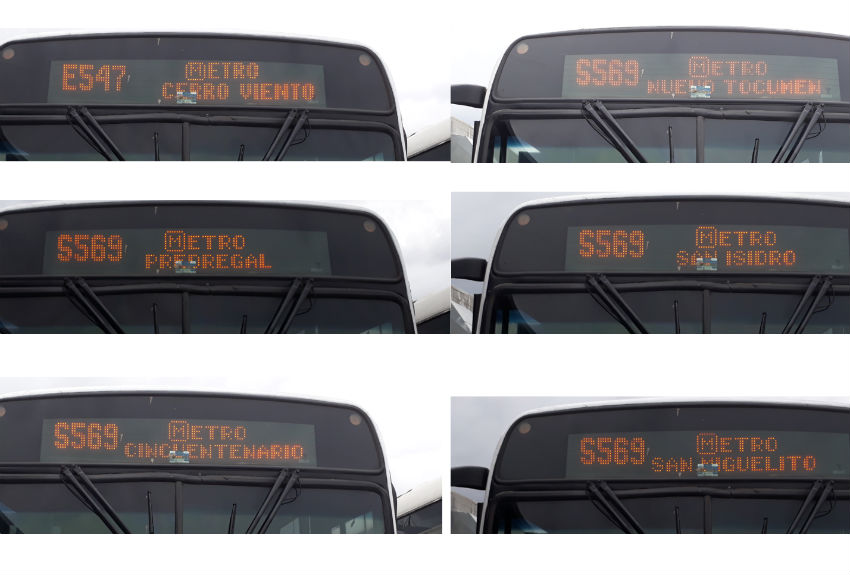 E547
METRO
CERRO VIENTO
S569
METRO
NUEVO TOCUMEN
S569
METRO
PEDREGAL
S569
METRO
SAN ISIDRO
S569
METRO
CINCUENTENARIO
S569
METRO
SAN MIGUELITO